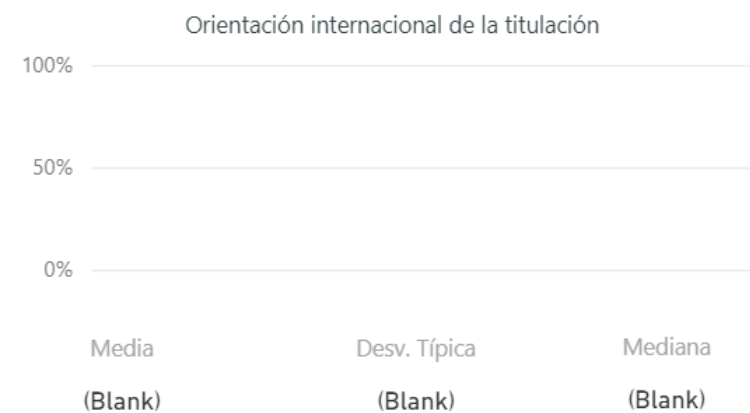 Orientación internacional de la titulación
100%
50%
0%
Media Desv. Típica Mediana
(Blank) (Blank) (Blank)